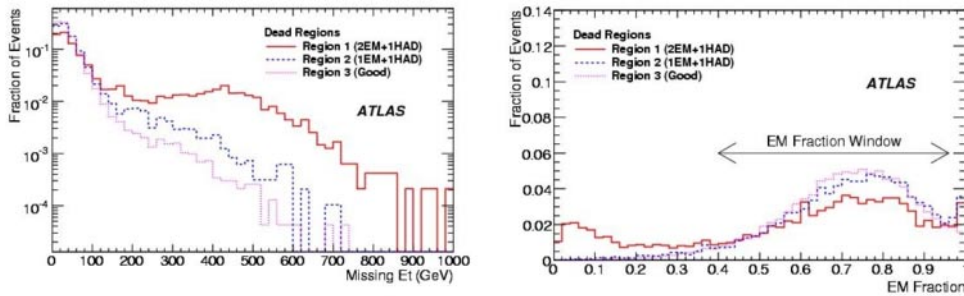 Fraction of Events
10⁻¹
10⁻²
10⁻³
10⁻⁴
Dead Regions
Region 1 (2EM+1HAD)
Region 2 (1EM+1HAD)
Region 3 (Good)
ATLAS
0 100 200 300 400 500 600 700 800 900 1000
Missing Et (GeV)
Fraction of Events
0.14
0.12
0.10
0.08
0.06
0.04
0.02
0.00
Dead Regions
Region 1 (2EM+1HAD)
Region 2 (1EM+1HAD)
Region 3 (Good)
ATLAS
EM Fraction Window
0 0.1 0.2 0.3 0.4 0.5 0.6 0.7 0.8 0.9 1
EM Fraction